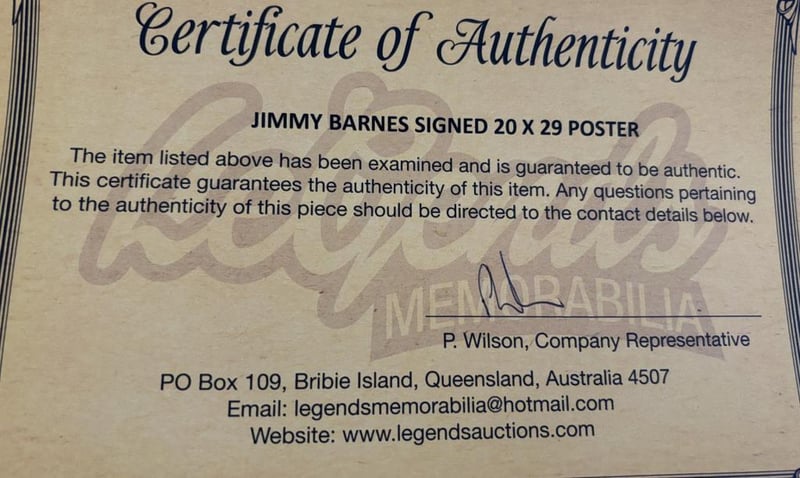 Certificate of Authenticity
JIMMY BARNES SIGNED 20 X 29 POSTER
The item listed above has been examined and is guaranteed to be authentic.
This certificate guarantees the authenticity of this item. Any questions pertaining
to the authenticity of this piece should be directed to the contact details below.
Legends
MEMORABILIA
P. Wilson, Company Representative
PO Box 109, Bribie Island, Queensland, Australia 4507
Email: legendsmemorabilia@hotmail.com
Website: www.legendsauctions.com